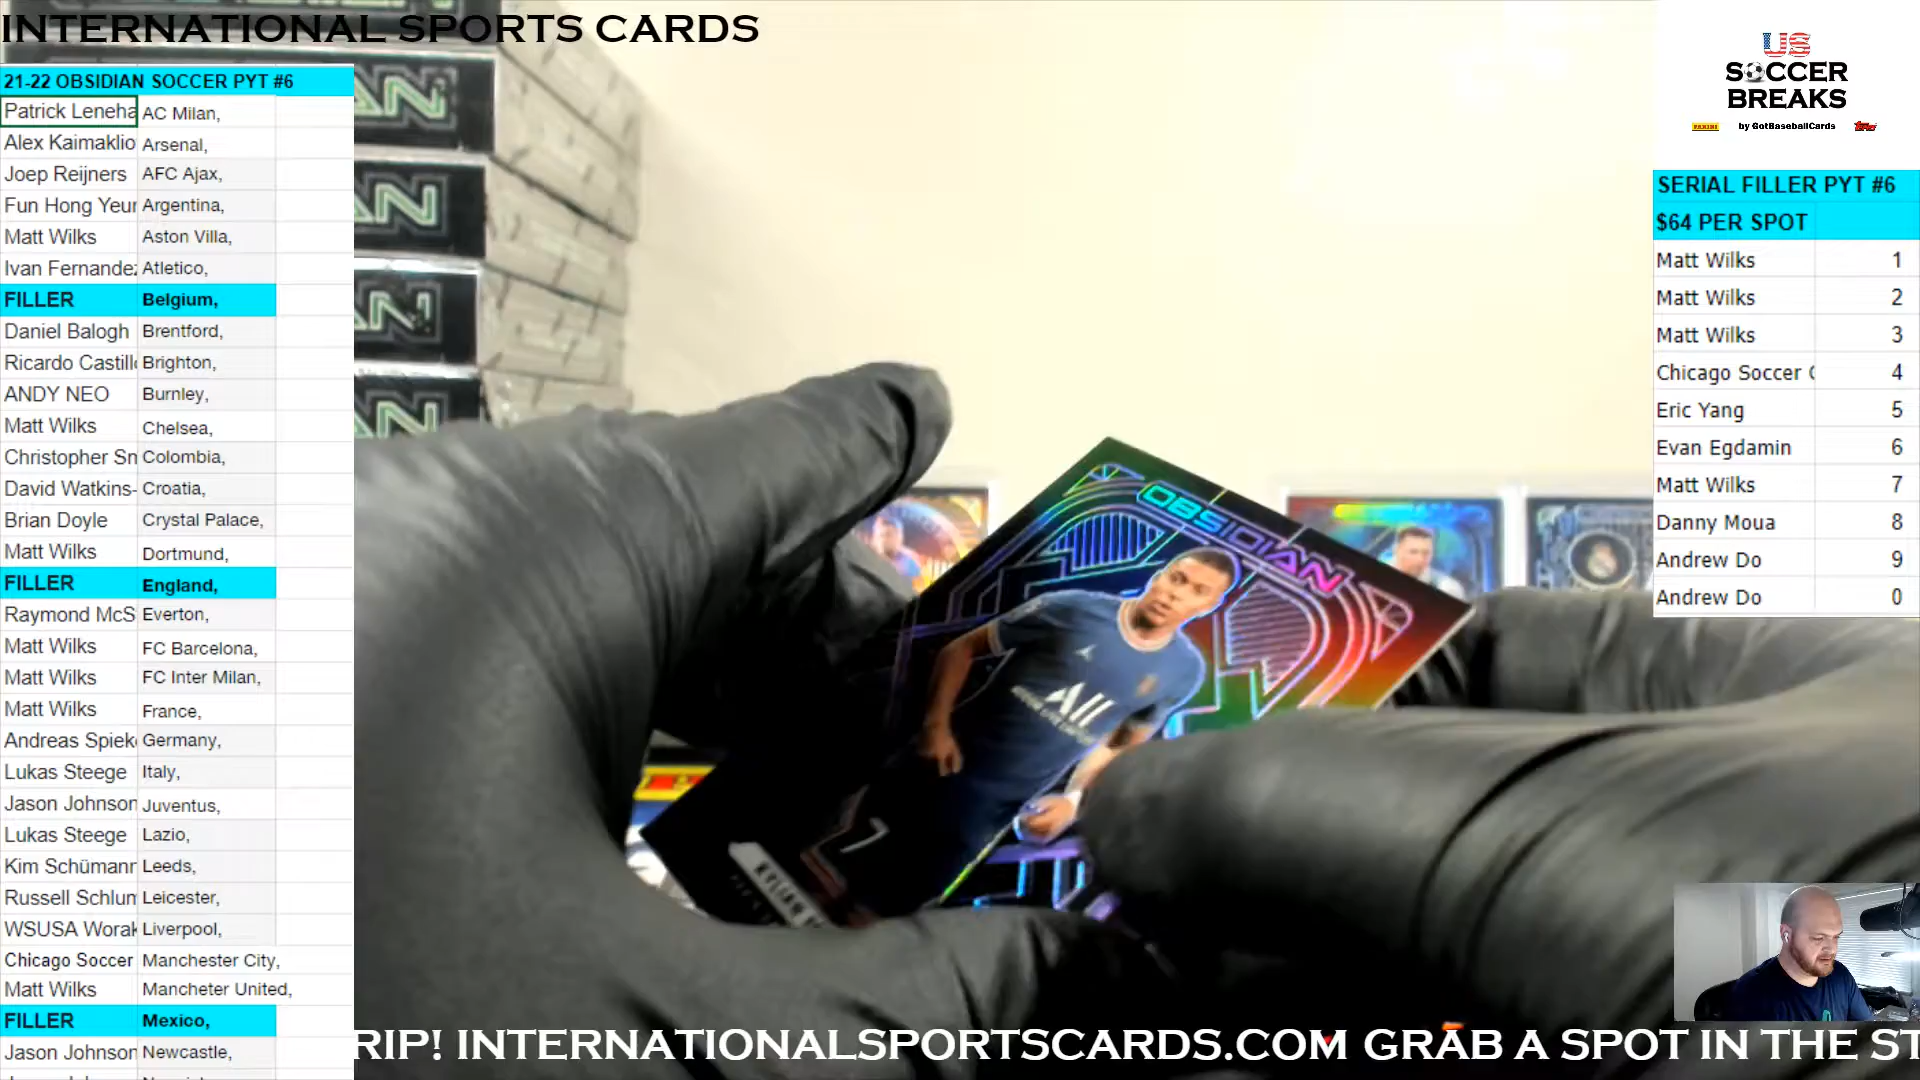 INTERNATIONAL SPORTS CARDS
21-22 OBSIDIAN SOCCER PYT #6
Patrick Leneha AC Milan,
Alex Kaimaklio Arsenal,
Joep Reijners AFC Ajax,
Fun Hong Yeun Argentina,
Matt Wilks Aston Villa,
Ivan Fernandez Atletico,
FILLER Belgium,
Daniel Balogh Brentford,
Ricardo Castillo Brighton,
ANDY NEO Burnley,
Matt Wilks Chelsea,
Christopher Sm Colombia,
David Watkins- Croatia,
Brian Doyle Crystal Palace,
Matt Wilks Dortmund,
FILLER England,
Raymond McS Everton,
Matt Wilks FC Barcelona,
Matt Wilks FC Inter Milan,
Matt Wilks France,
Andreas Spiek Germany,
Lukas Steege Italy,
Jason Johnson Juventus,
Lukas Steege Lazio,
Kim Schümann Leeds,
Russell Schlum Leicester,
WSUSA Worak Liverpool,
Chicago Soccer Manchester City,
Matt Wilks Mancheter United,
FILLER Mexico,
Jason Johnson Newcastle,
US
SOCCER
BREAKS
PANINI by GotBaseballCards Topps
SERIAL FILLER PYT #6
$64 PER SPOT
Matt Wilks 1
Matt Wilks 2
Matt Wilks 3
Chicago Soccer 4
Eric Yang 5
Evan Egdamin 6
Matt Wilks 7
Danny Moua 8
Andrew Do 9
Andrew Do 0
OBSIDIAN
ALL
KYLIAN
RIP! INTERNATIONALSPORTSCARDS.COM GRAB A SPOT IN THE ST